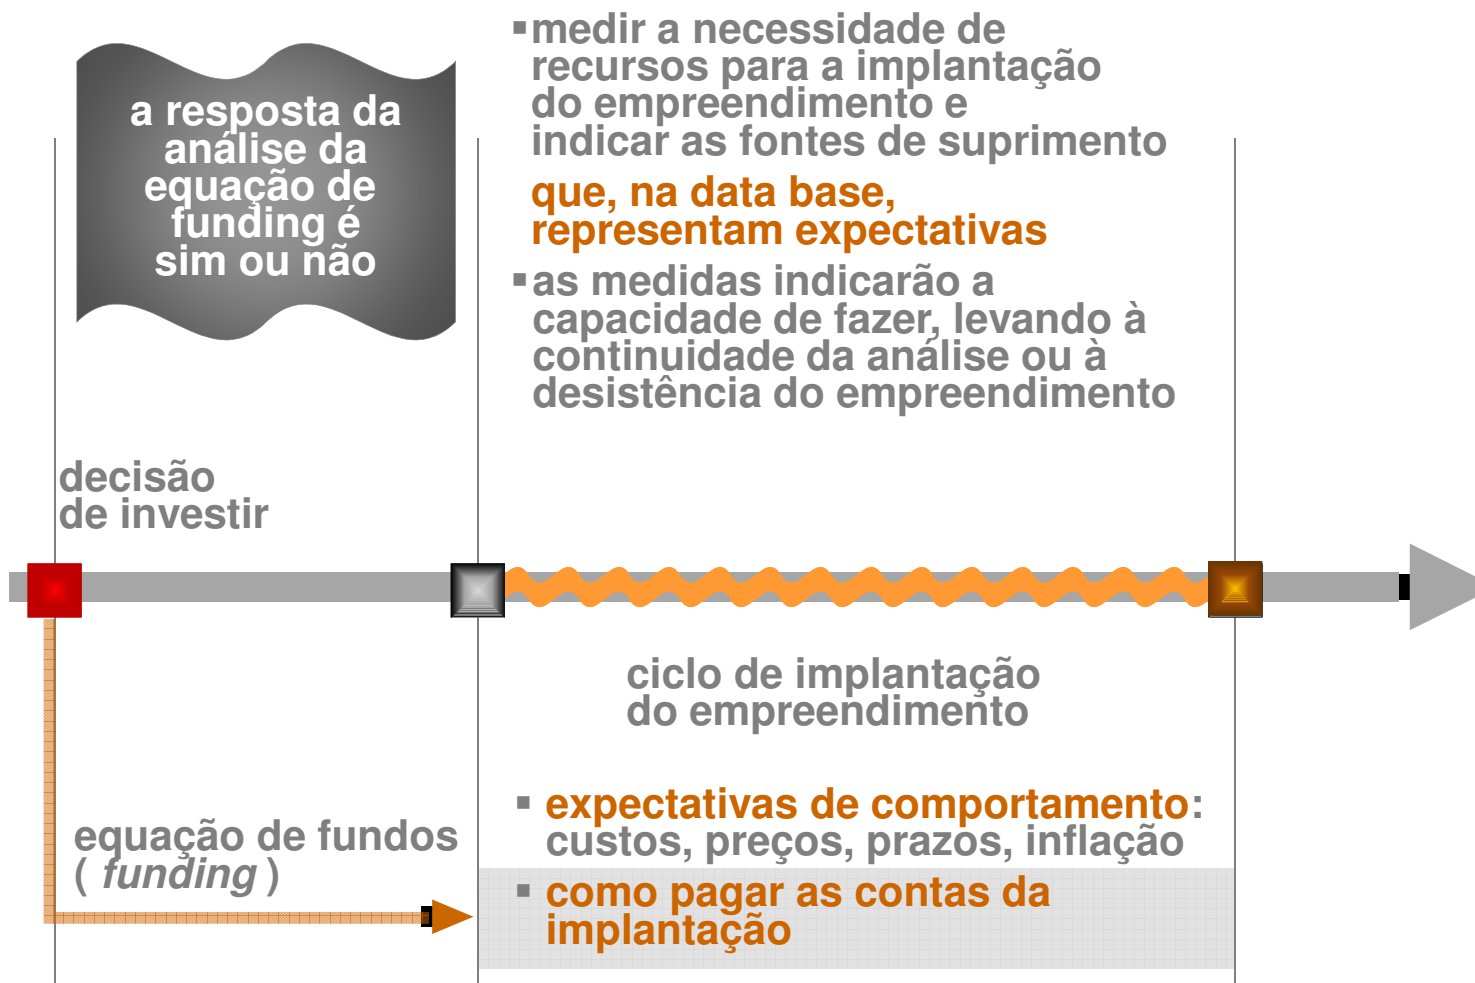 a resposta da
análise da
equação de
funding é
sim ou não
▪medir a necessidade de
recursos para a implantação
do empreendimento e
indicar as fontes de suprimento
que, na data base,
representam expectativas
▪as medidas indicarão a
capacidade de fazer, levando à
continuidade da análise ou à
desistência do empreendimento
decisão
de investir
ciclo de implantação
do empreendimento
equação de fundos
( funding )
▪ expectativas de comportamento:
custos, preços, prazos, inflação
▪ como pagar as contas da
implantação